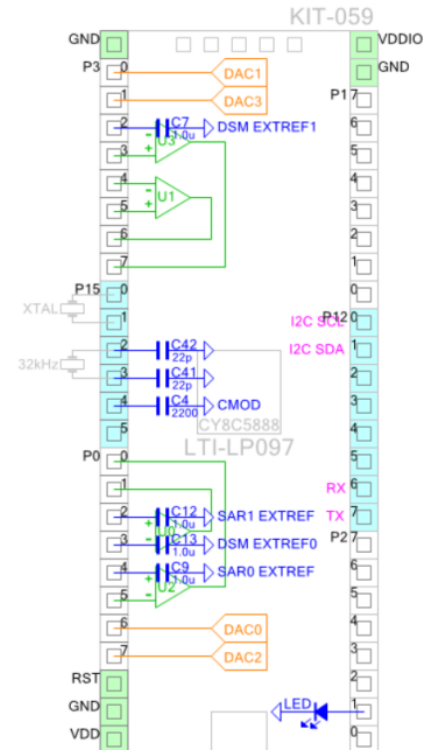 KIT-059
GND VDDIO
P3 0 DAC1 GND
1 DAC3 P1 7
2 C7 1.0u DSM EXTREF1 6
3 - + U3 5
4 - 4
5 + U1 3
6 2
7 1
P15 0 0
XTAL 1 I2C SCL P12 0
2 C42 22p I2C SDA 1
32kHz 3 C41 22p 2
4 C4 2200 CMOD 3
5 CY8C5888 4
LTI-LP097
P0 0 5
1 RX 6
2 + C12 1.0u SAR1 EXTREF TX 7
3 - U0 C13 1.0u DSM EXTREF0 P2 7
4 + C9 1.0u SAR0 EXTREF 6
5 - U2 5
6 DAC0 4
7 DAC2 3
RST 2
GND LED 1
VDD 0